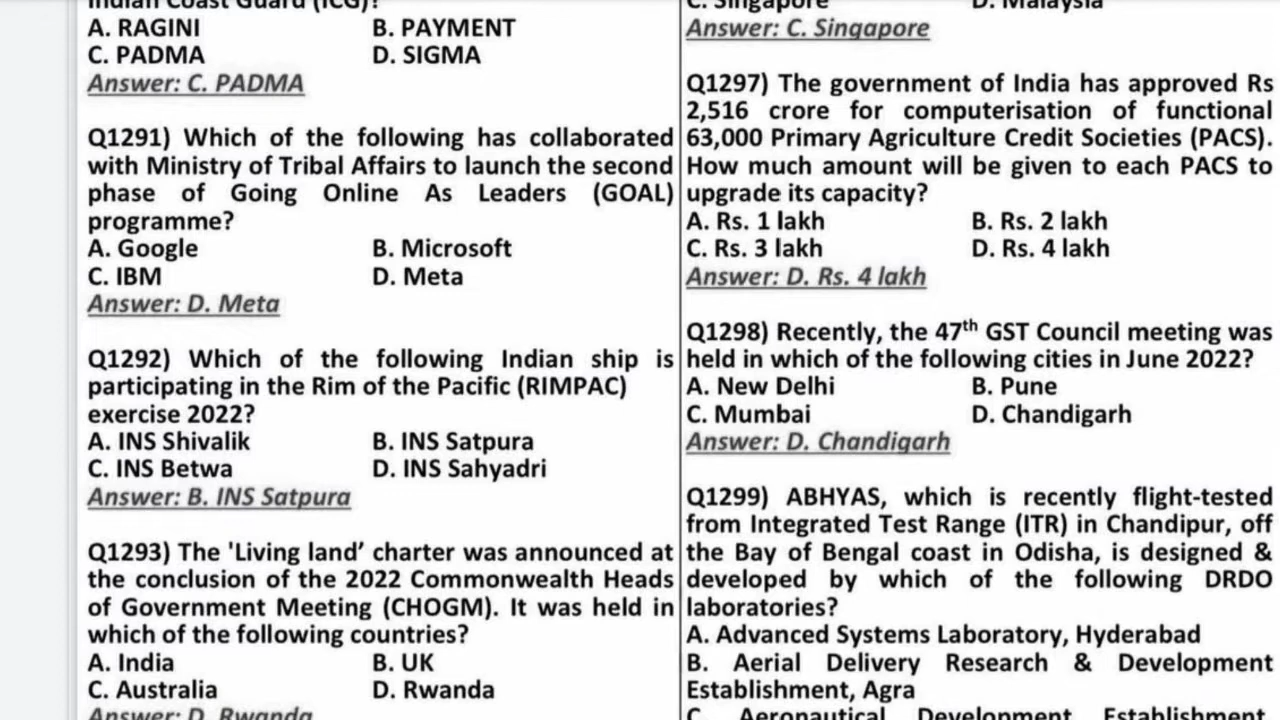 Indian Coast Guard (ICG)?
A. RAGINI B. PAYMENT
C. PADMA D. SIGMA
Answer: C. PADMA
Q1291) Which of the following has collaborated
with Ministry of Tribal Affairs to launch the second
phase of Going Online As Leaders (GOAL)
programme?
A. Google B. Microsoft
C. IBM D. Meta
Answer: D. Meta
Q1292) Which of the following Indian ship is
participating in the Rim of the Pacific (RIMPAC)
exercise 2022?
A. INS Shivalik B. INS Satpura
C. INS Betwa D. INS Sahyadri
Answer: B. INS Satpura
Q1293) The 'Living land’ charter was announced at
the conclusion of the 2022 Commonwealth Heads
of Government Meeting (CHOGM). It was held in
which of the following countries?
A. India B. UK
C. Australia D. Rwanda
Answer: D. Rwanda
C. Singapore D. Malaysia
Answer: C. Singapore
Q1297) The government of India has approved Rs
2,516 crore for computerisation of functional
63,000 Primary Agriculture Credit Societies (PACS).
How much amount will be given to each PACS to
upgrade its capacity?
A. Rs. 1 lakh B. Rs. 2 lakh
C. Rs. 3 lakh D. Rs. 4 lakh
Answer: D. Rs. 4 lakh
Q1298) Recently, the 47th GST Council meeting was
held in which of the following cities in June 2022?
A. New Delhi B. Pune
C. Mumbai D. Chandigarh
Answer: D. Chandigarh
Q1299) ABHYAS, which is recently flight-tested
from Integrated Test Range (ITR) in Chandipur, off
the Bay of Bengal coast in Odisha, is designed &
developed by which of the following DRDO
laboratories?
A. Advanced Systems Laboratory, Hyderabad
B. Aerial Delivery Research & Development
Establishment, Agra
C. Aeronautical Development Establishment,